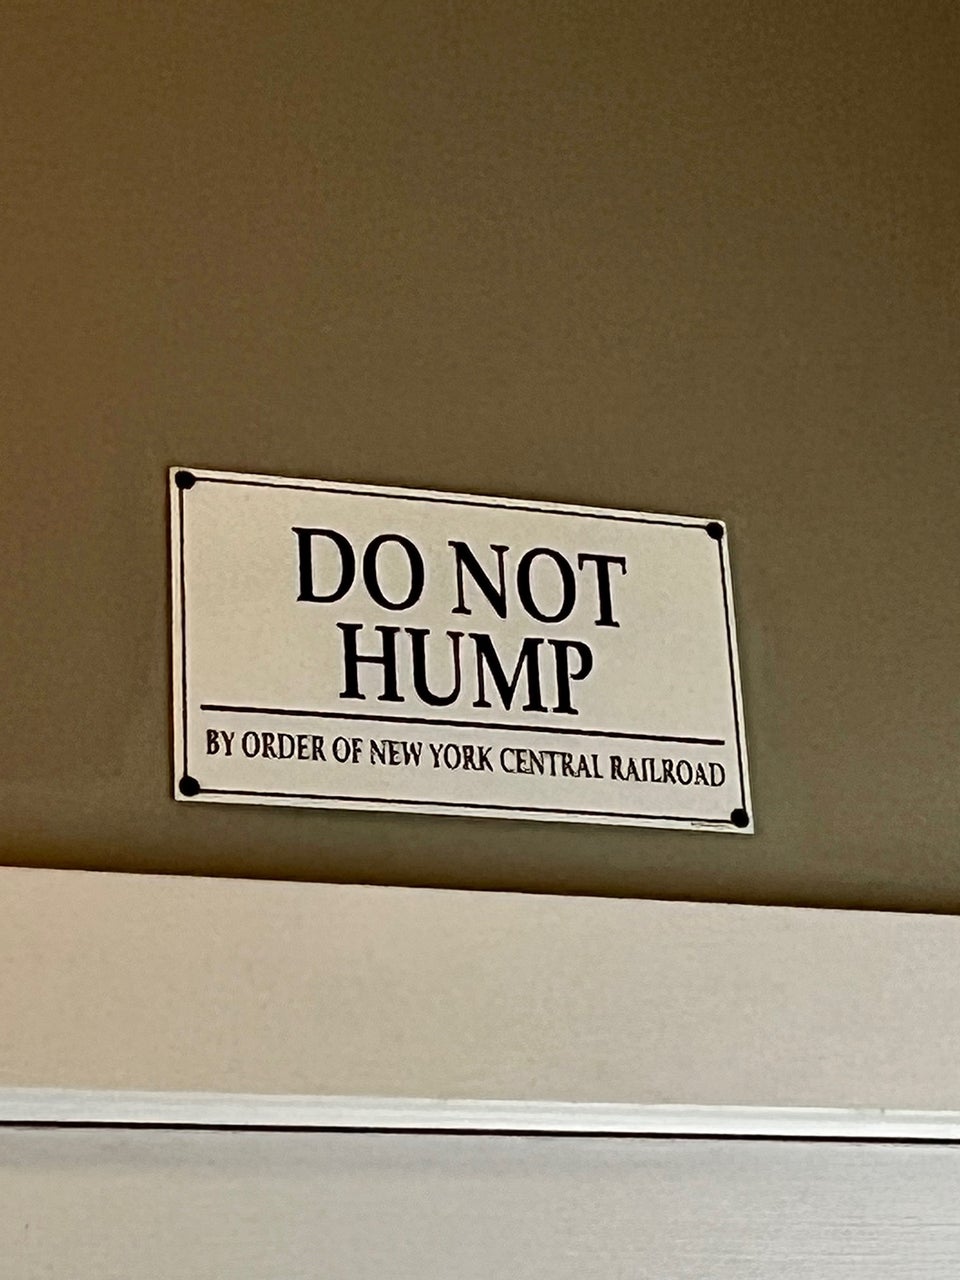 DO NOT
HUMP
BY ORDER OF NEW YORK CENTRAL RAILROAD